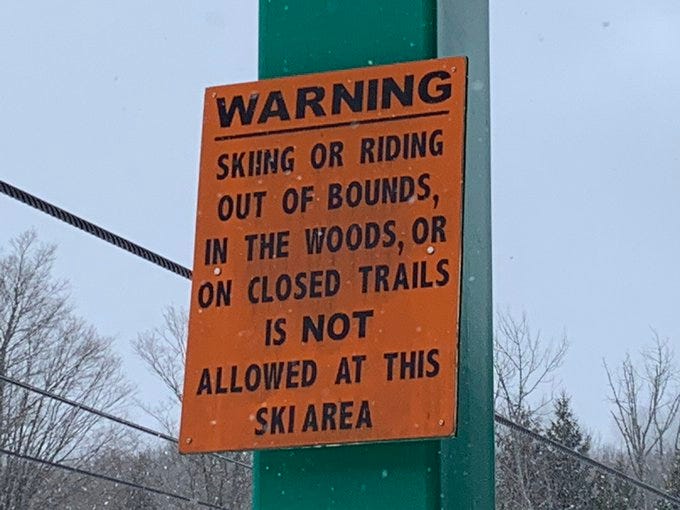 WARNING
SKIING OR RIDING
OUT OF BOUNDS,
IN THE WOODS, OR
ON CLOSED TRAILS
IS NOT
ALLOWED AT THIS
SKI AREA